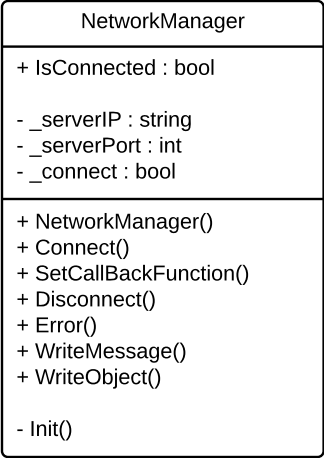 NetworkManager
+ IsConnected : bool
- _serverIP : string
- _serverPort : int
- _connect : bool
+ NetworkManager()
+ Connect()
+ SetCallBackFunction()
+ Disconnect()
+ Error()
+ WriteMessage()
+ WriteObject()
- Init()